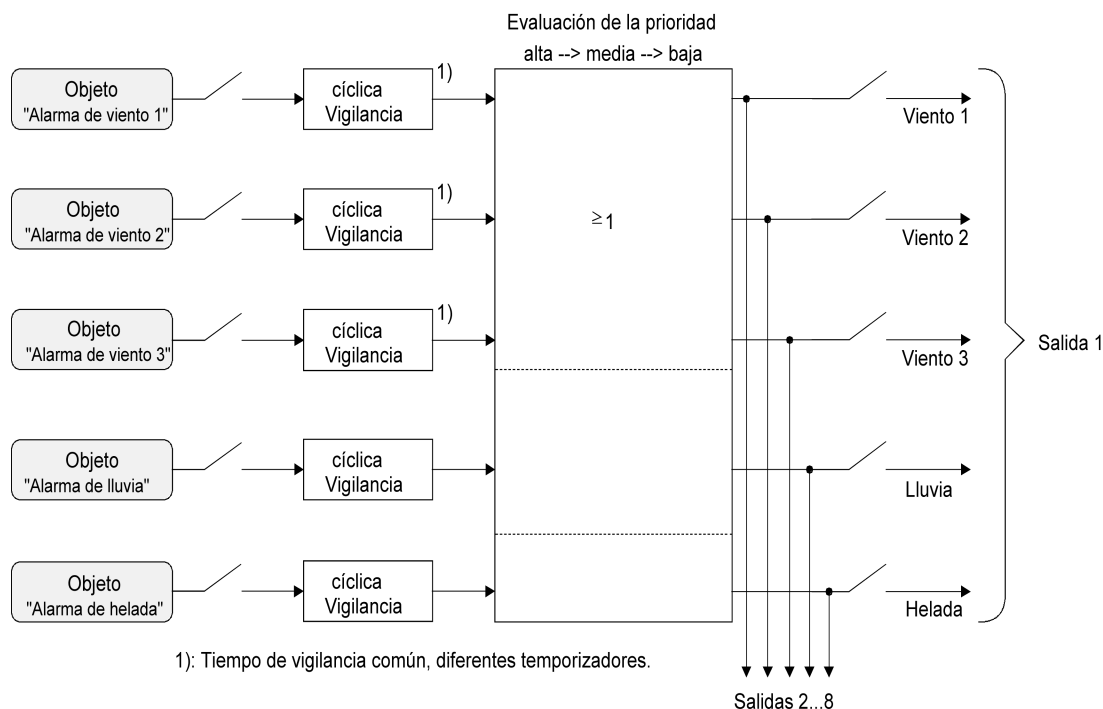 Evaluación de la prioridad
alta --> media --> baja
Objeto
"Alarma de viento 1"
cíclica
Vigilancia
1)
Viento 1
Objeto
"Alarma de viento 2"
cíclica
Vigilancia
1)
≥1
Viento 2
Objeto
"Alarma de viento 3"
cíclica
Vigilancia
1)
Viento 3
Salida 1
Objeto
"Alarma de lluvia"
cíclica
Vigilancia
Lluvia
Objeto
"Alarma de helada"
cíclica
Vigilancia
Helada
1): Tiempo de vigilancia común, diferentes temporizadores.
Salidas 2...8